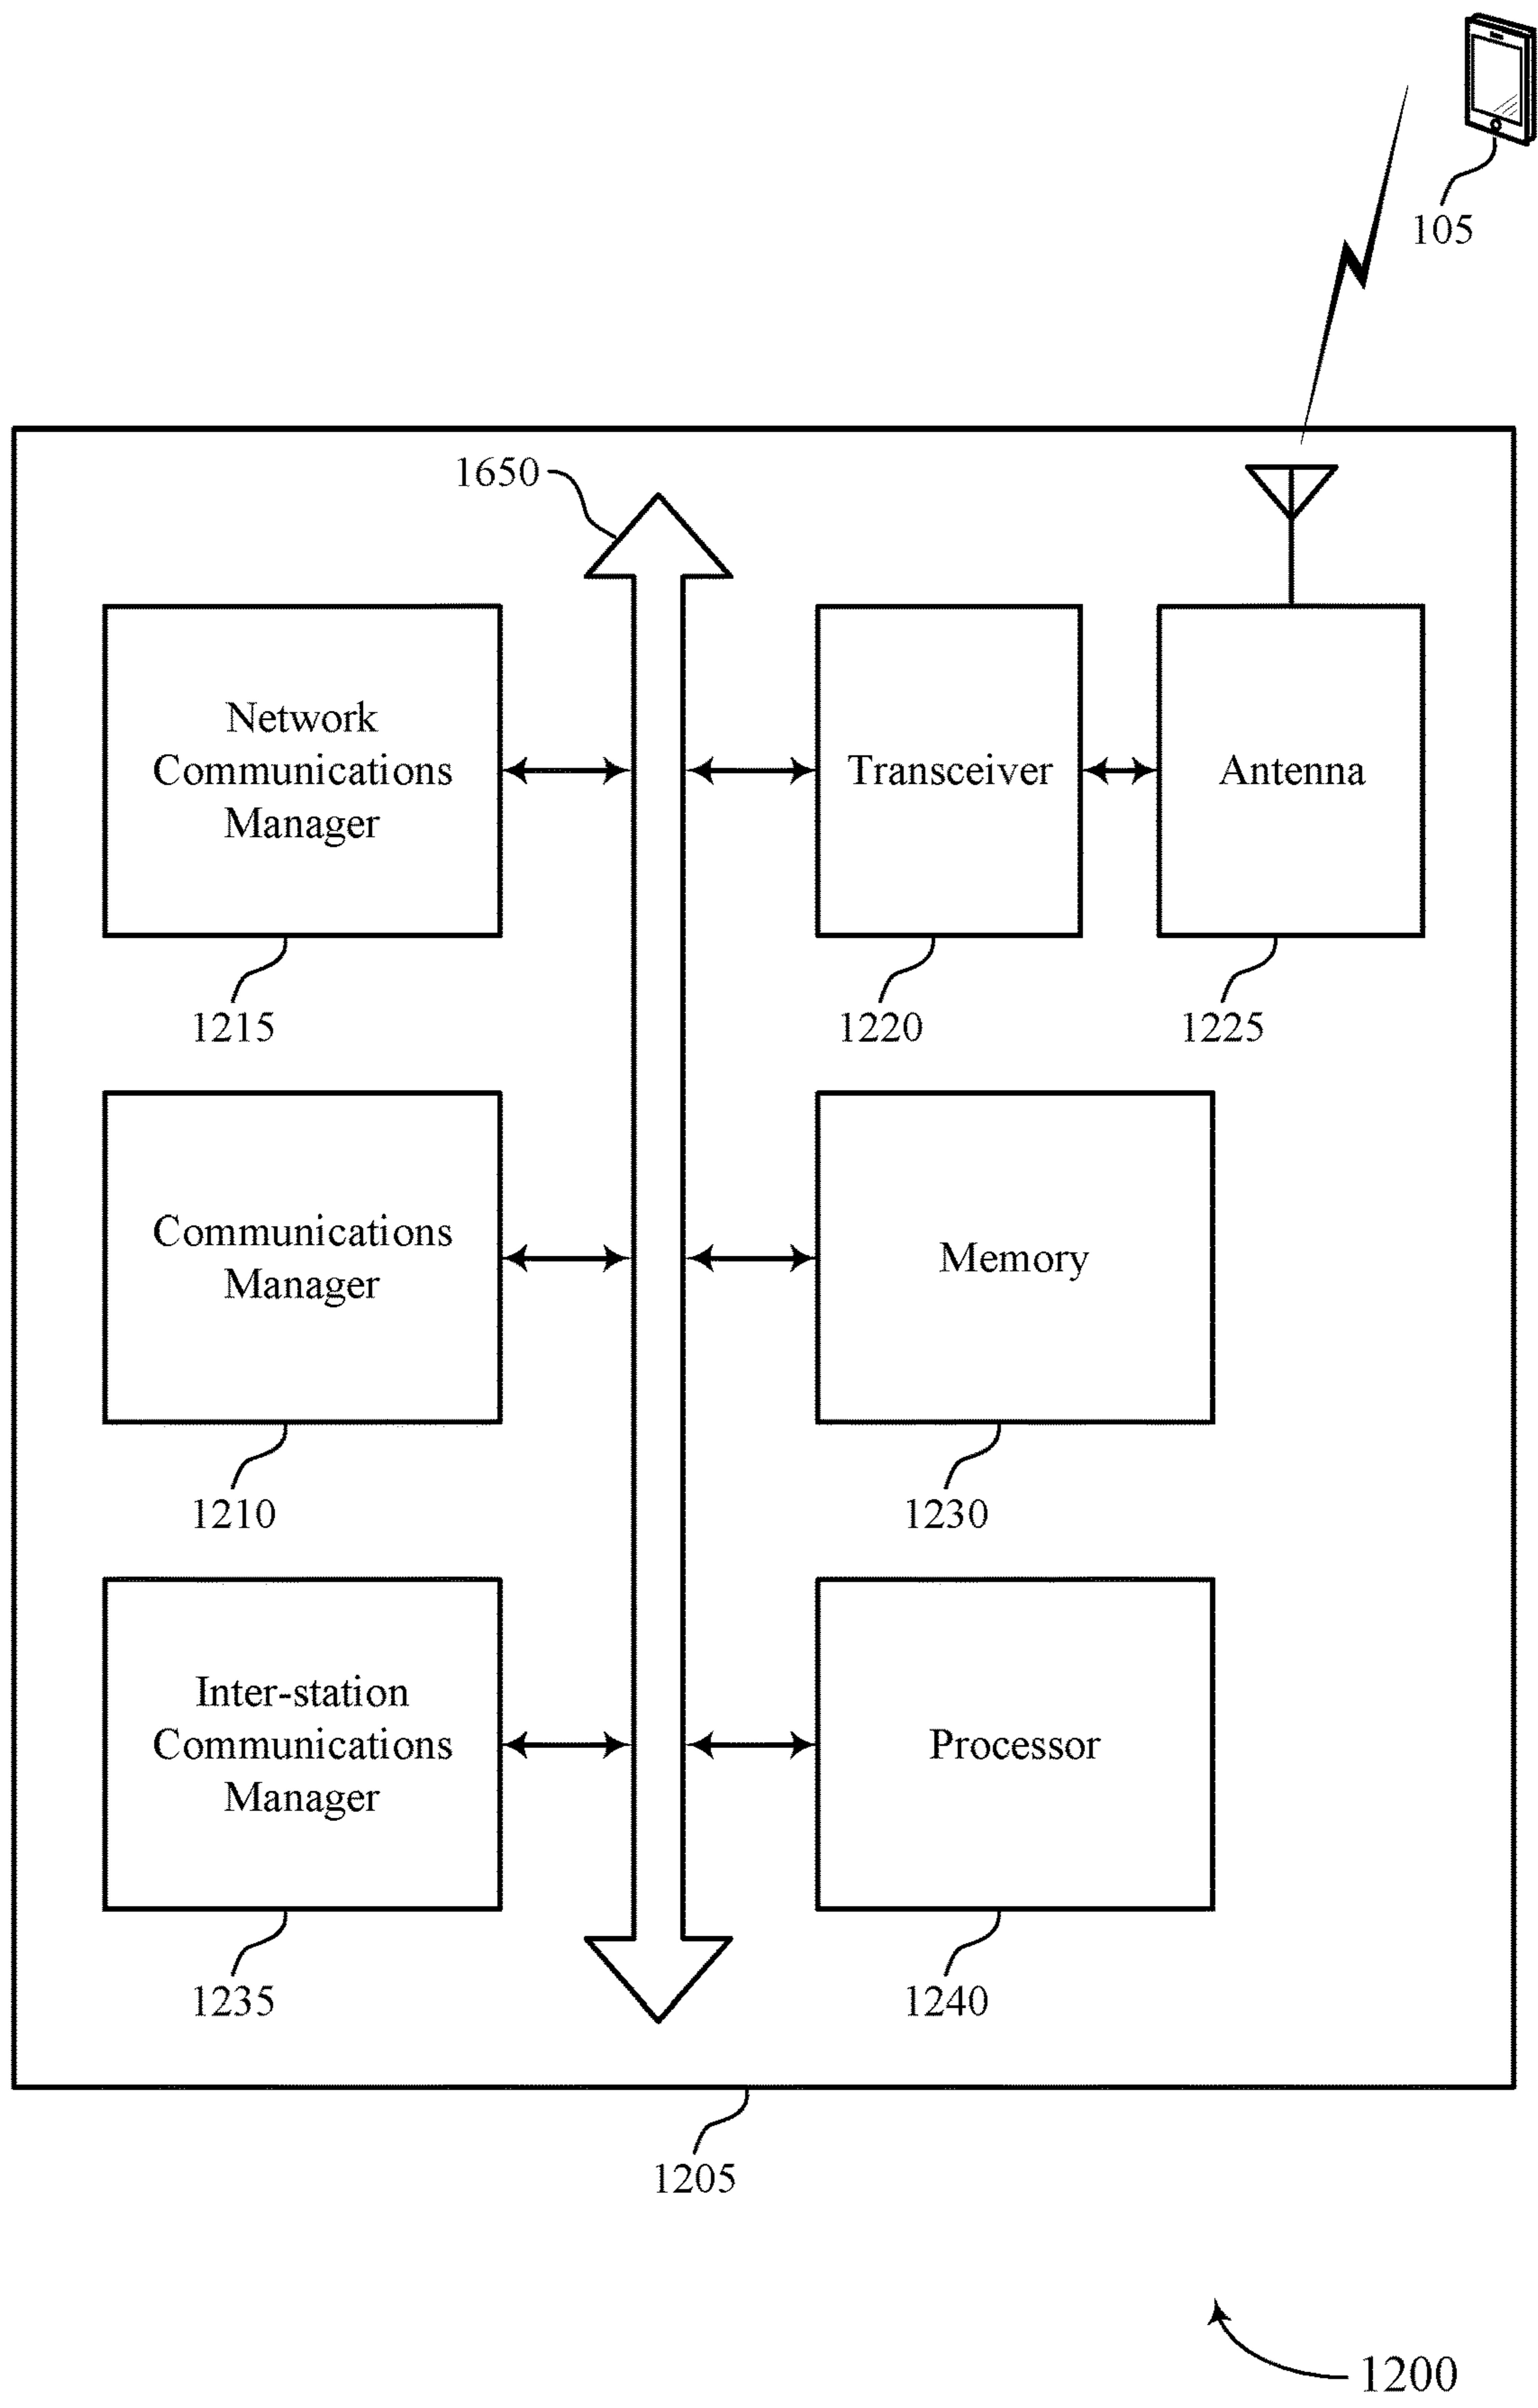 105
1650
Network
Communications
Manager
Transceiver
Antenna
1215
1220
1225
Communications
Manager
Memory
1210
1230
Inter-station
Communications
Manager
Processor
1235
1240
1205
1200